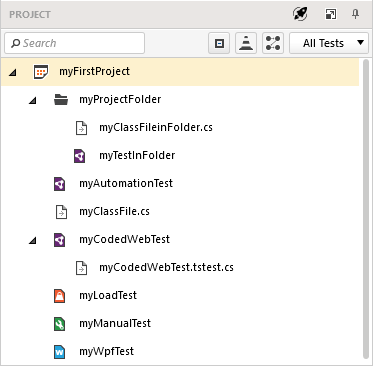 PROJECT
Search
All Tests
myFirstProject
myProjectFolder
myClassFileinFolder.cs
myTestInFolder
myAutomationTest
myClassFile.cs
myCodedWebTest
myCodedWebTest.tstest.cs
myLoadTest
myManualTest
myWpfTest